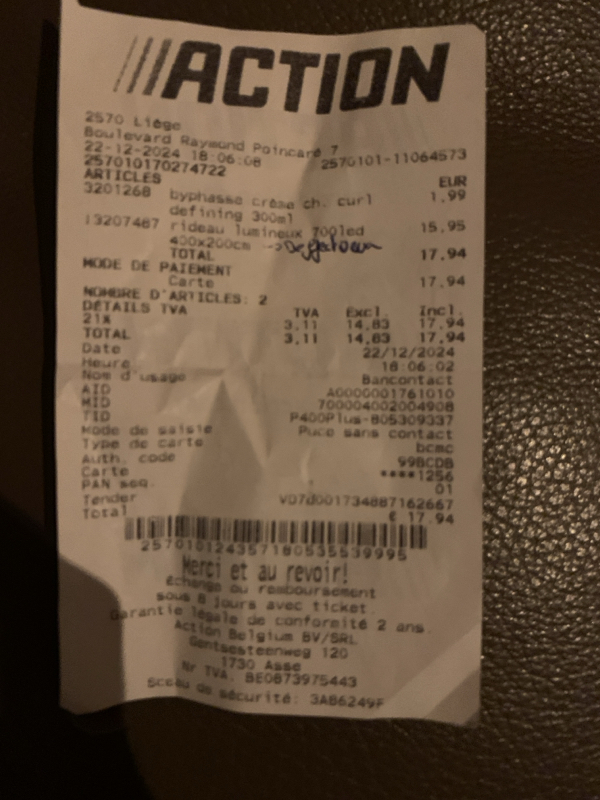 ACTION
2570 Liège
Boulevard Raymond Poincaré 7
22-12-2024 18:06:08 2570101-11064573
257010170274722
ARTICLES EUR
3201268 byphasse crème ch. curl 1,99
defining 300ml
13207487 rideau lumineux 700led 15,95
400x200cm ->
TOTAL 17,94
MODE DE PAIEMENT
Carte 17,94
NOMBRE D'ARTICLES: 2
DÉTAILS TVA TVA Excl. Incl.
21% 3,11 14,83 17,94
TOTAL 3,11 14,83 17,94
Date 22/12/2024
Heure 18:06:02
Nom d'usage Bancontact
AID A0000001761010
MID 700004002004908
TID P400Plus-805309337
Mode de saisie Puce sans contact
Type de carte bcmc
Auth. code 99BCDB
Carte ****1256
PAN seq. 01
Tender VD7d001734887162667
Total € 17,94
2570101243571805355399​95
Merci et au revoir!
Échange ou remboursement
sous 8 jours avec ticket.
Garantie légale de conformité 2 ans.
Action Belgium BV/SRL
Gentsesteenweg 120
1730 Asse
Nr TVA. BE0873975443
Sceau de sécurité: 3AB6249F